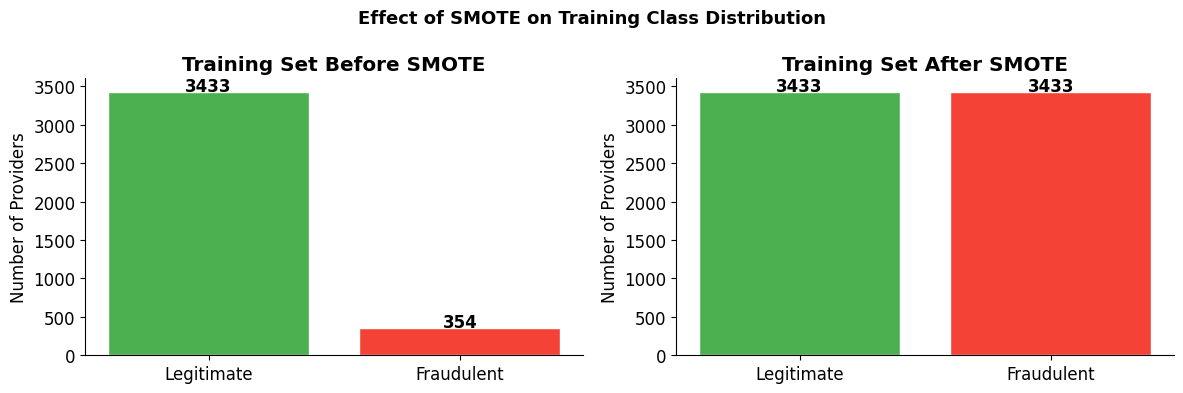 Effect of SMOTE on Training Class Distribution
Training Set Before SMOTE
Number of Providers
3500
3000
2500
2000
1500
1000
500
0
3433
354
Legitimate
Fraudulent
Training Set After SMOTE
Number of Providers
3500
3000
2500
2000
1500
1000
500
0
3433
3433
Legitimate
Fraudulent